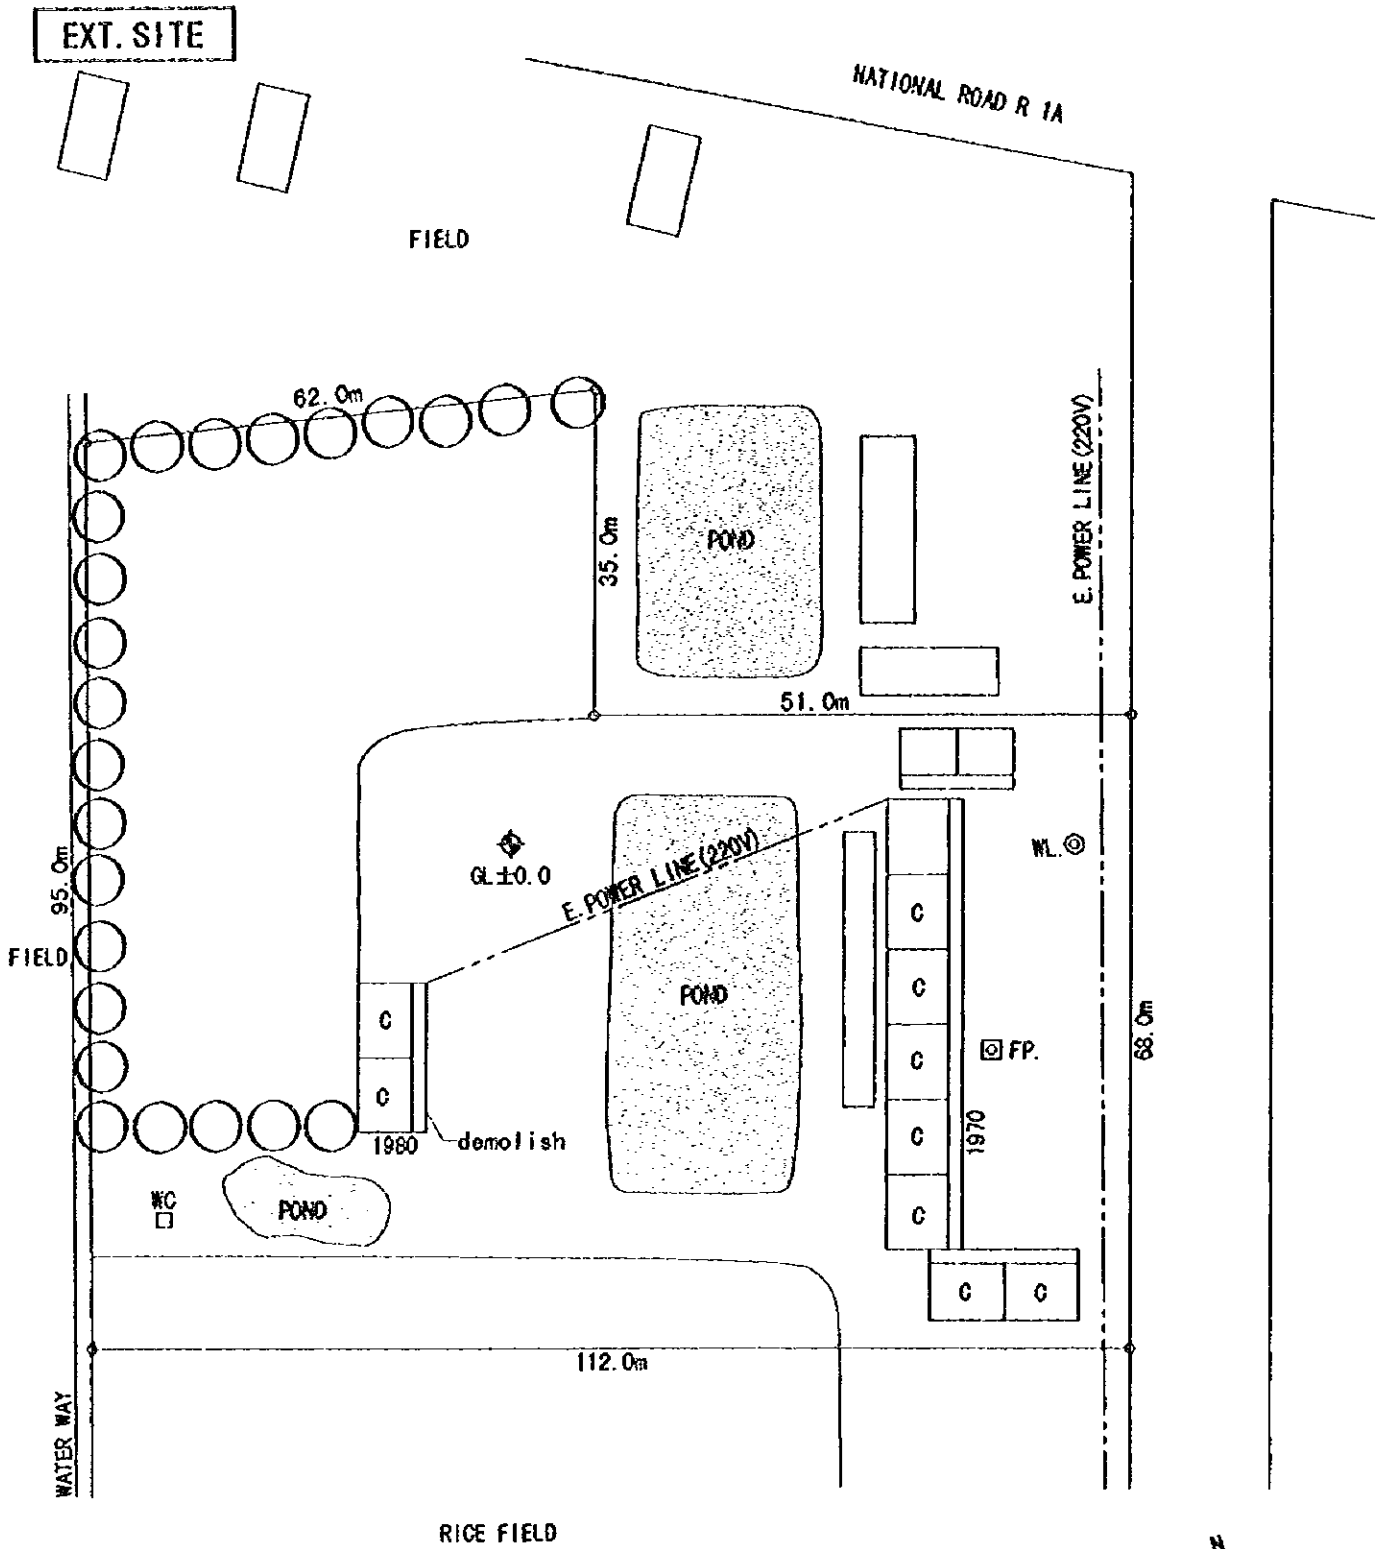 EXT. SITE
NATIONAL ROAD R 1A
FIELD
62.0m
E. POWER LINE (220V)
35.0m
POND
51.0m
WL.
GL±0.0
E. POWER LINE (220V)
95.0m
C
FIELD
C
POND
C
C
FP.
68.0m
C
C
1970
1980
demolish
C
WC
POND
C
C
112.0m
WATER WAY
RICE FIELD
N